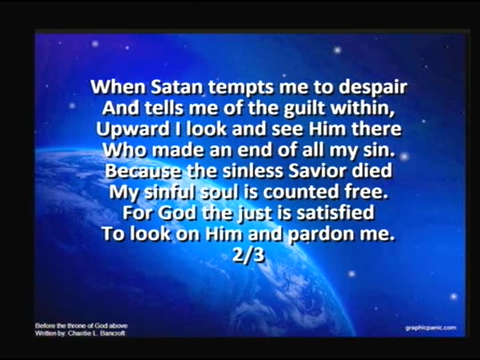 When Satan tempts me to despair
And tells me of the guilt within,
Upward I look and see Him there
Who made an end of all my sin.
Because the sinless Savior died
My sinful soul is counted free.
For God the just is satisfied
To look on Him and pardon me.
2/3
Before the throne of God above
Written by: Charitie L. Bancroft
graphicpanic.com